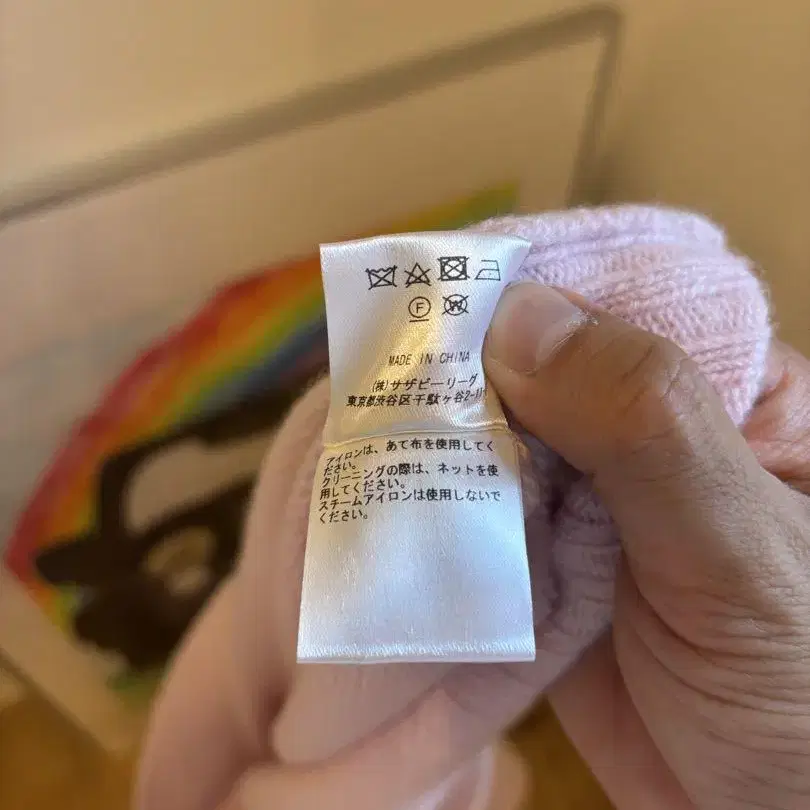 F
W
MADE IN CHINA
(株)サザビーリーグ
東京都渋谷区千駄ヶ谷2-11
アイロンは、あて布を使用してく
ださい。
クリーニングの際は、ネットを使
用してください。
スチームアイロンは使用しないで
ください。